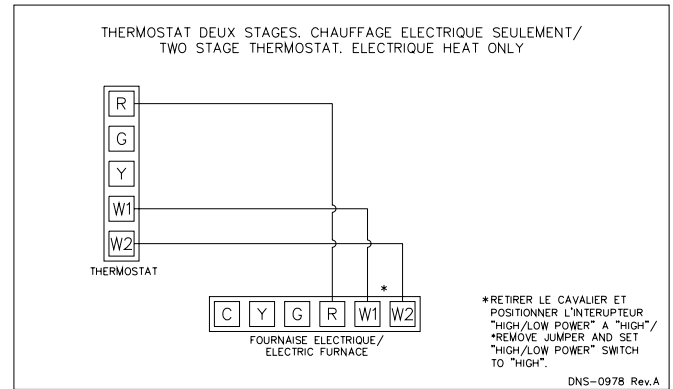 THERMOSTAT DEUX STAGES. CHAUFFAGE ELECTRIQUE SEULEMENT/
TWO STAGE THERMOSTAT. ELECTRIQUE HEAT ONLY
R
G
Y
W1
W2
THERMOSTAT
*
C Y G R W1 W2
FOURNAISE ELECTRIQUE/
ELECTRIC FURNACE
*RETIRER LE CAVALIER ET
POSITIONNER L'INTERUPTEUR
"HIGH/LOW POWER" A "HIGH"/
*REMOVE JUMPER AND SET
"HIGH/LOW POWER" SWITCH
TO "HIGH".
DNS-0978 Rev.A